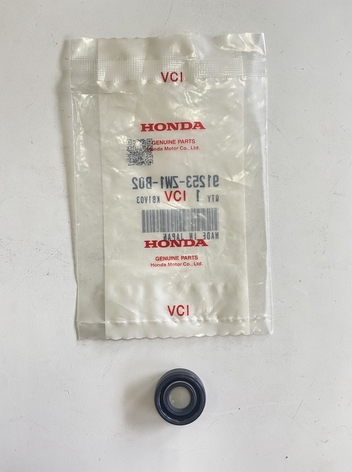 VCI
HONDA
GENUINE PARTS
Honda Motor Co., Ltd.
91253-ZW1-B02
VCI
QTY 1 K81V03
MADE IN JAPAN
HONDA
GENUINE PARTS
Honda Motor Co., Ltd.
VCI